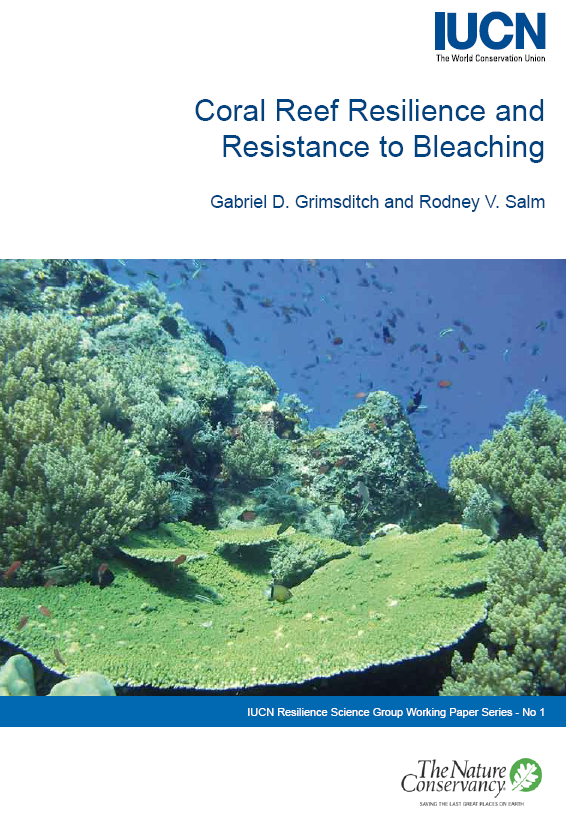 IUCN
The World Conservation Union
Coral Reef Resilience and
Resistance to Bleaching
Gabriel D. Grimsditch and Rodney V. Salm
IUCN Resilience Science Group Working Paper Series - No 1
The Nature
Conservancy
SAVING THE LAST GREAT PLACES ON EARTH